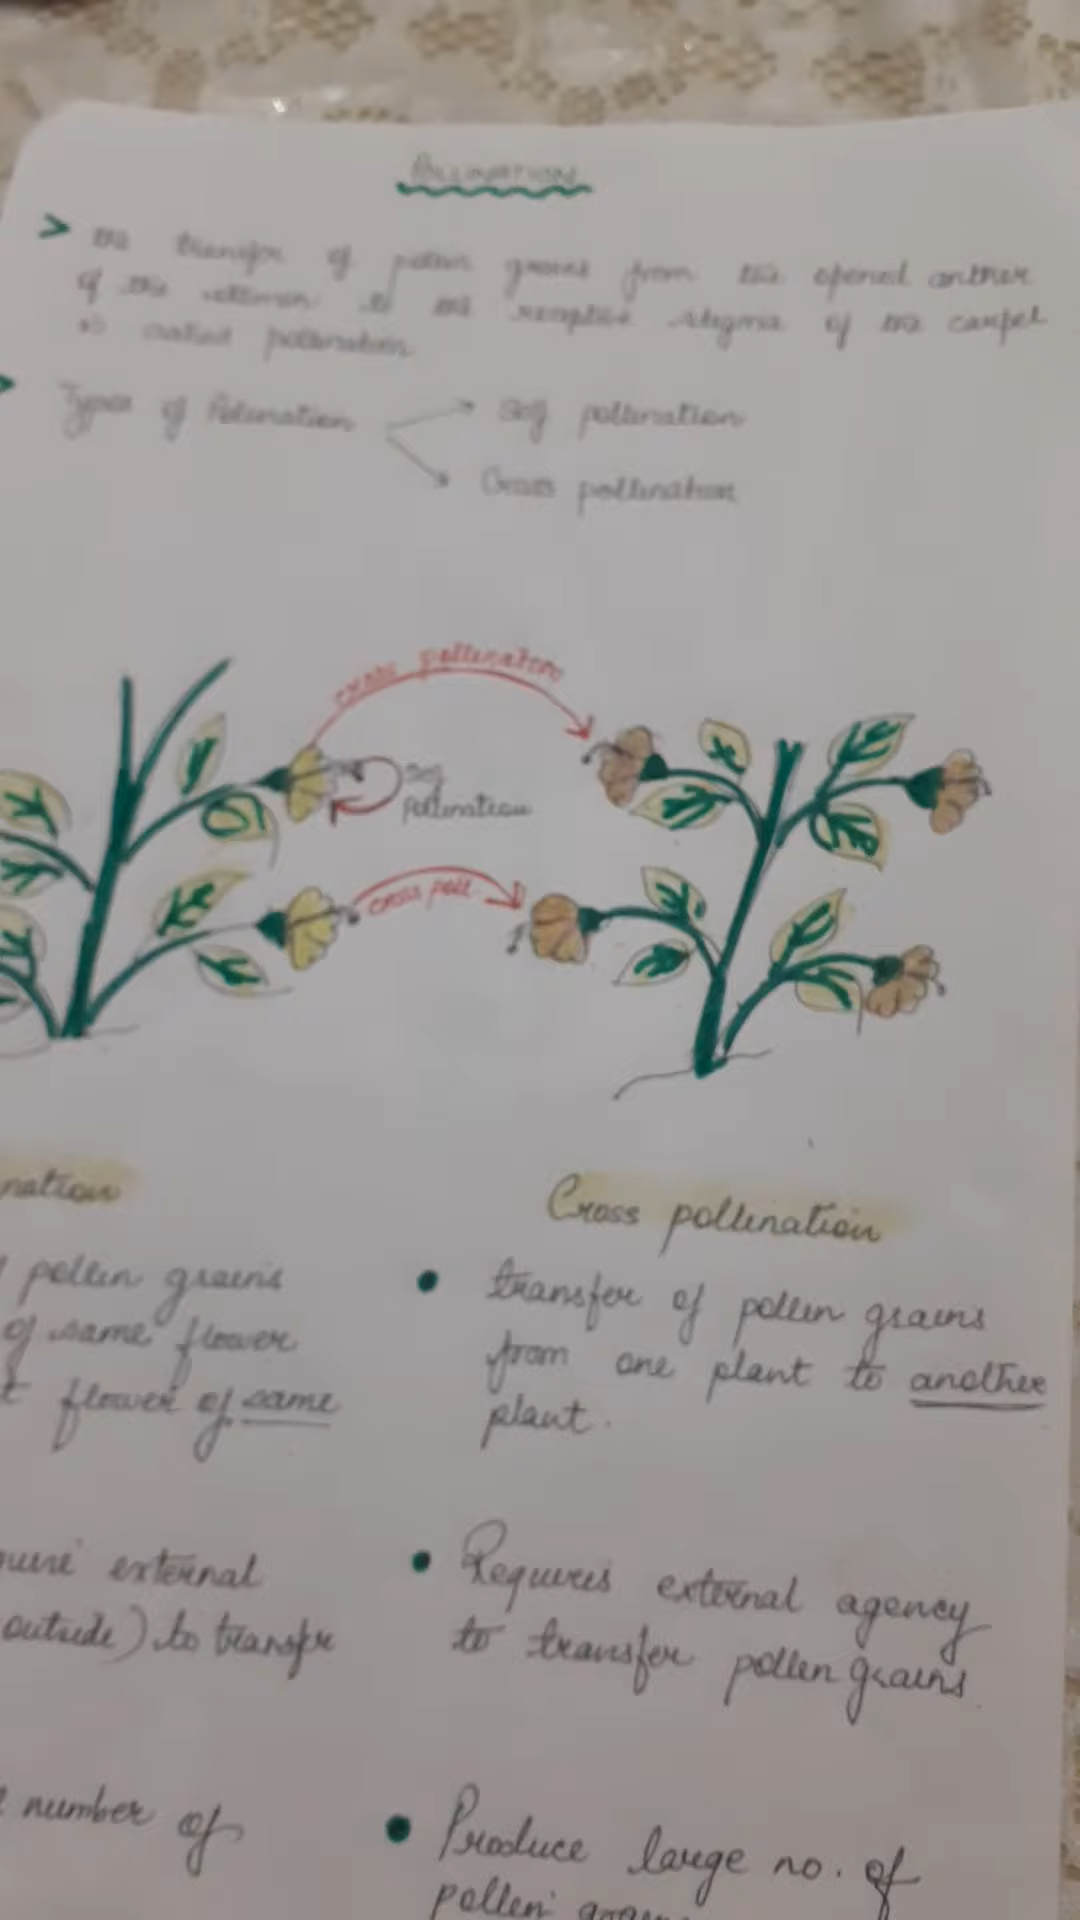 POLLINATION
> The transfer of pollen grains from the opened anther
of the stamen to the receptive stigma of the carpel
is called pollination
> Types of Pollination → Self pollination
→ Cross pollination
cross pollination
Self
pollination
cross poll.
nation
Cross pollination
pollen grains
of same flower
t flower of same
• transfer of pollen grains
from one plant to another
plant.
quire external
outside) to transfer
• Requires external agency
to transfer pollen grains
number of
• Produce large no. of
pollen